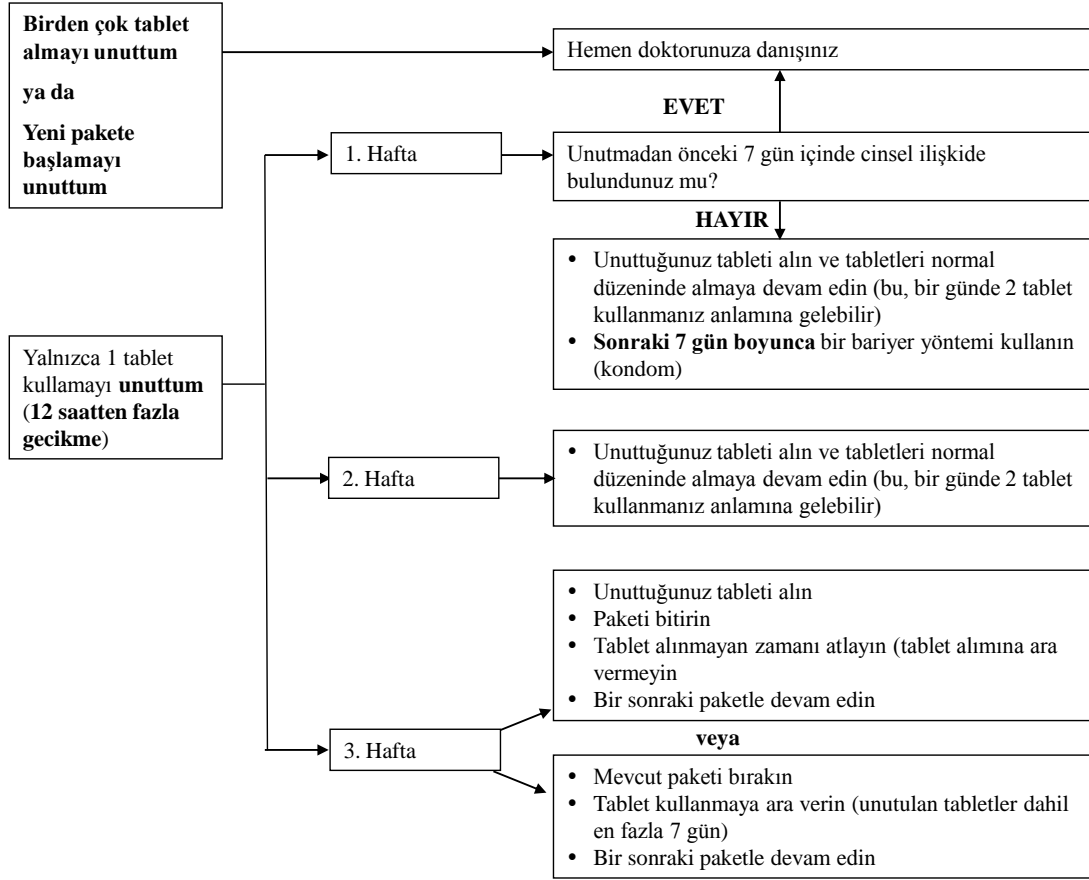 Birden çok tablet
almayı unuttum
ya da
Yeni pakete
başlamayı
unuttum
Hemen doktorunuza danışınız
EVET
1. Hafta
Unutmadan önceki 7 gün içinde cinsel ilişkide
bulundunuz mu?
HAYIR
• Unuttuğunuz tableti alın ve tabletleri normal
düzeninde almaya devam edin (bu, bir günde 2 tablet
kullanmanız anlamına gelebilir)
• Sonraki 7 gün boyunca bir bariyer yöntemi kullanın
(kondom)
Yalnızca 1 tablet
kullamayı unuttum
(12 saatten fazla
gecikme)
2. Hafta
• Unuttuğunuz tableti alın ve tabletleri normal
düzeninde almaya devam edin (bu, bir günde 2 tablet
kullanmanız anlamına gelebilir)
3. Hafta
• Unuttuğunuz tableti alın
• Paketi bitirin
• Tablet alınmayan zamanı atlayın (tablet alımına ara
vermeyin
• Bir sonraki paketle devam edin
veya
• Mevcut paketi bırakın
• Tablet kullanmaya ara verin (unutulan tabletler dahil
en fazla 7 gün)
• Bir sonraki paketle devam edin